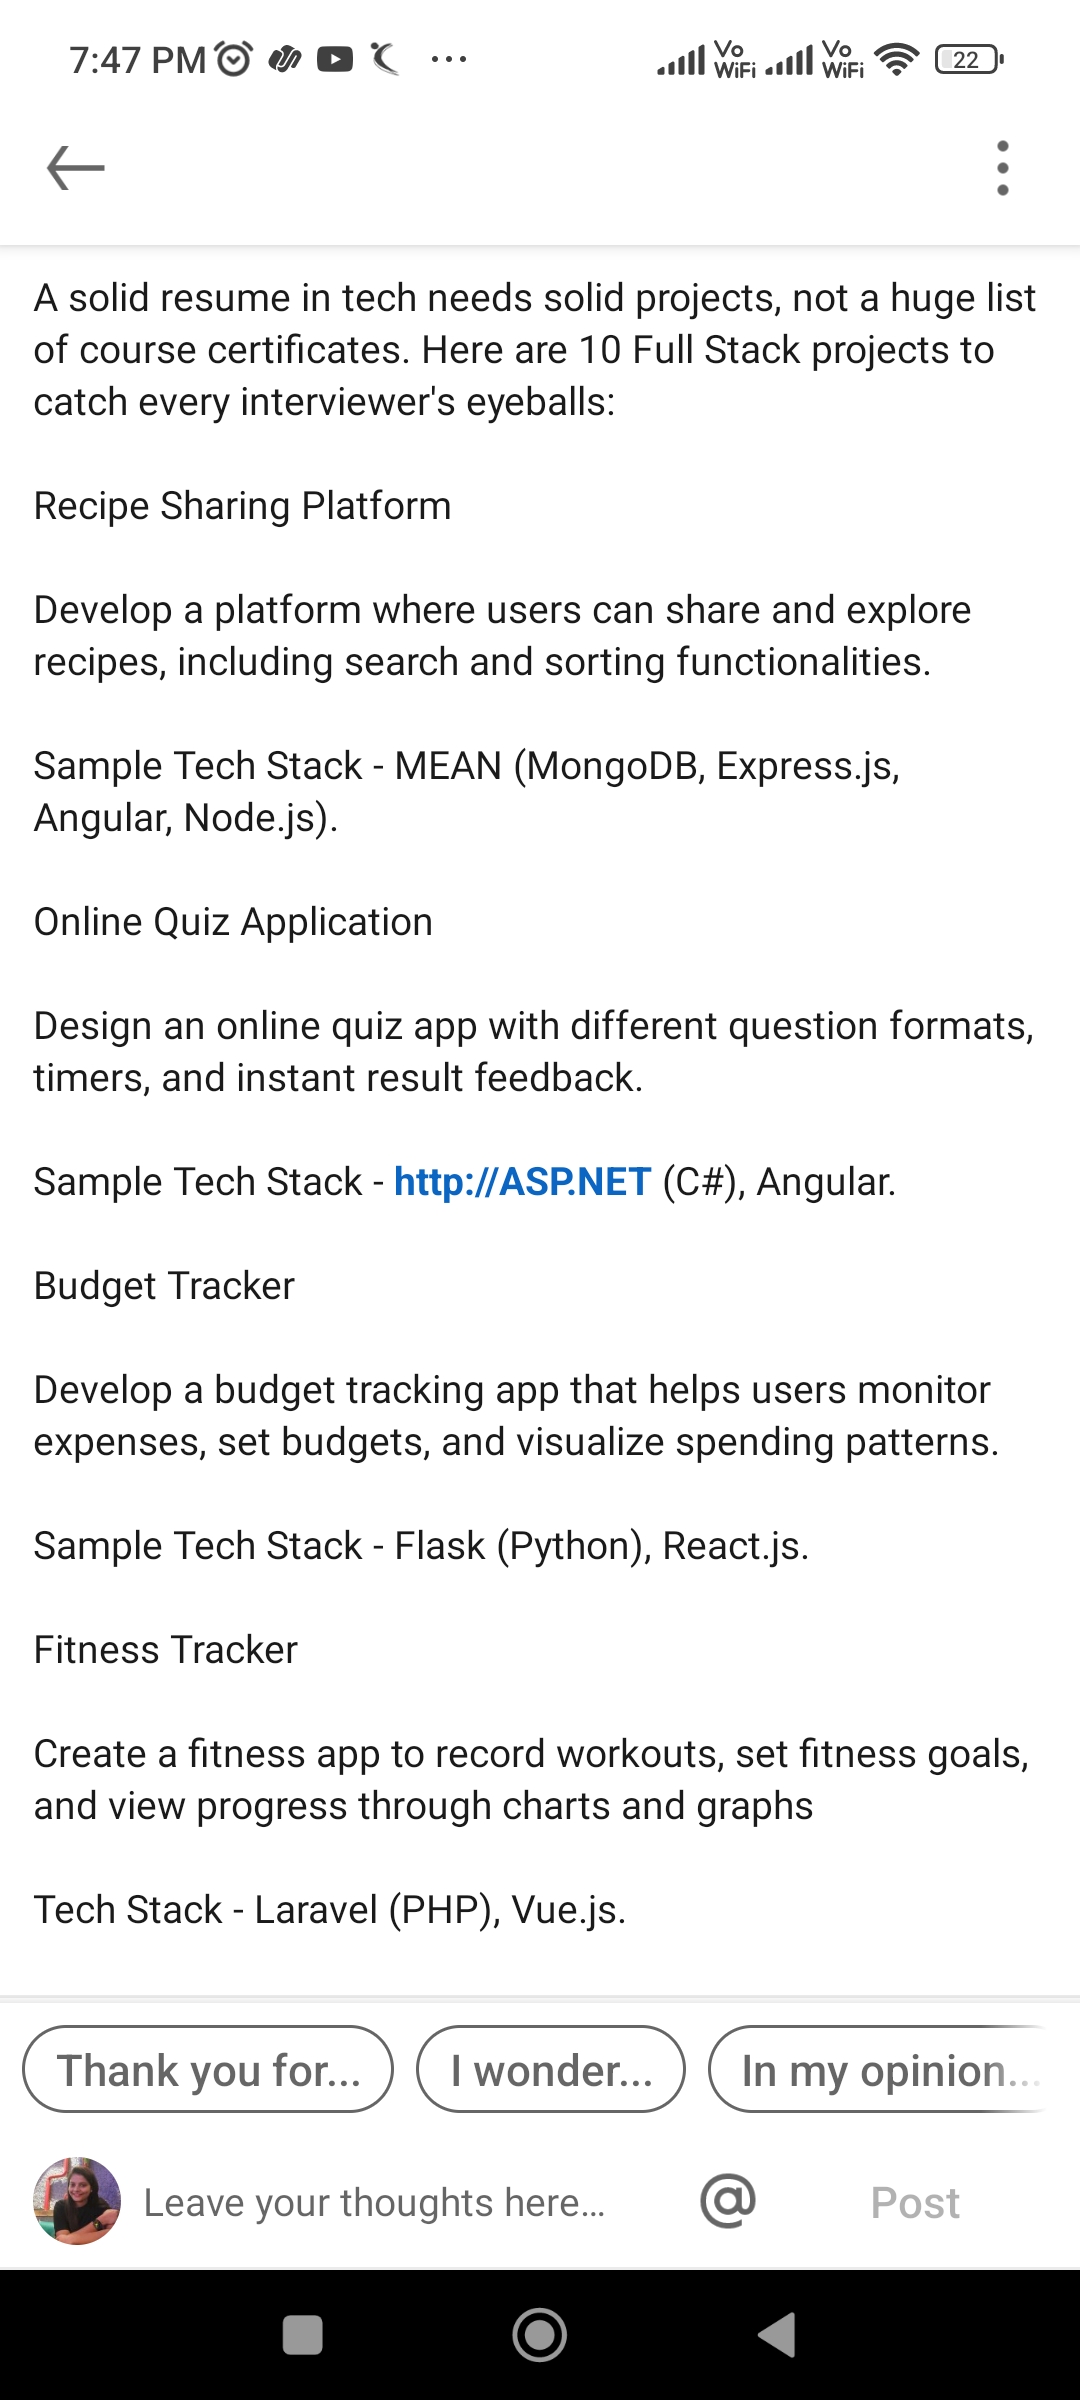 7:47 PM
Vo WiFi Vo WiFi 22
A solid resume in tech needs solid projects, not a huge list
of course certificates. Here are 10 Full Stack projects to
catch every interviewer's eyeballs:
Recipe Sharing Platform
Develop a platform where users can share and explore
recipes, including search and sorting functionalities.
Sample Tech Stack - MEAN (MongoDB, Express.js,
Angular, Node.js).
Online Quiz Application
Design an online quiz app with different question formats,
timers, and instant result feedback.
Sample Tech Stack - http://ASP.NET (C#), Angular.
Budget Tracker
Develop a budget tracking app that helps users monitor
expenses, set budgets, and visualize spending patterns.
Sample Tech Stack - Flask (Python), React.js.
Fitness Tracker
Create a fitness app to record workouts, set fitness goals,
and view progress through charts and graphs
Tech Stack - Laravel (PHP), Vue.js.
Thank you for... I wonder... In my opinion...
Leave your thoughts here... @ Post